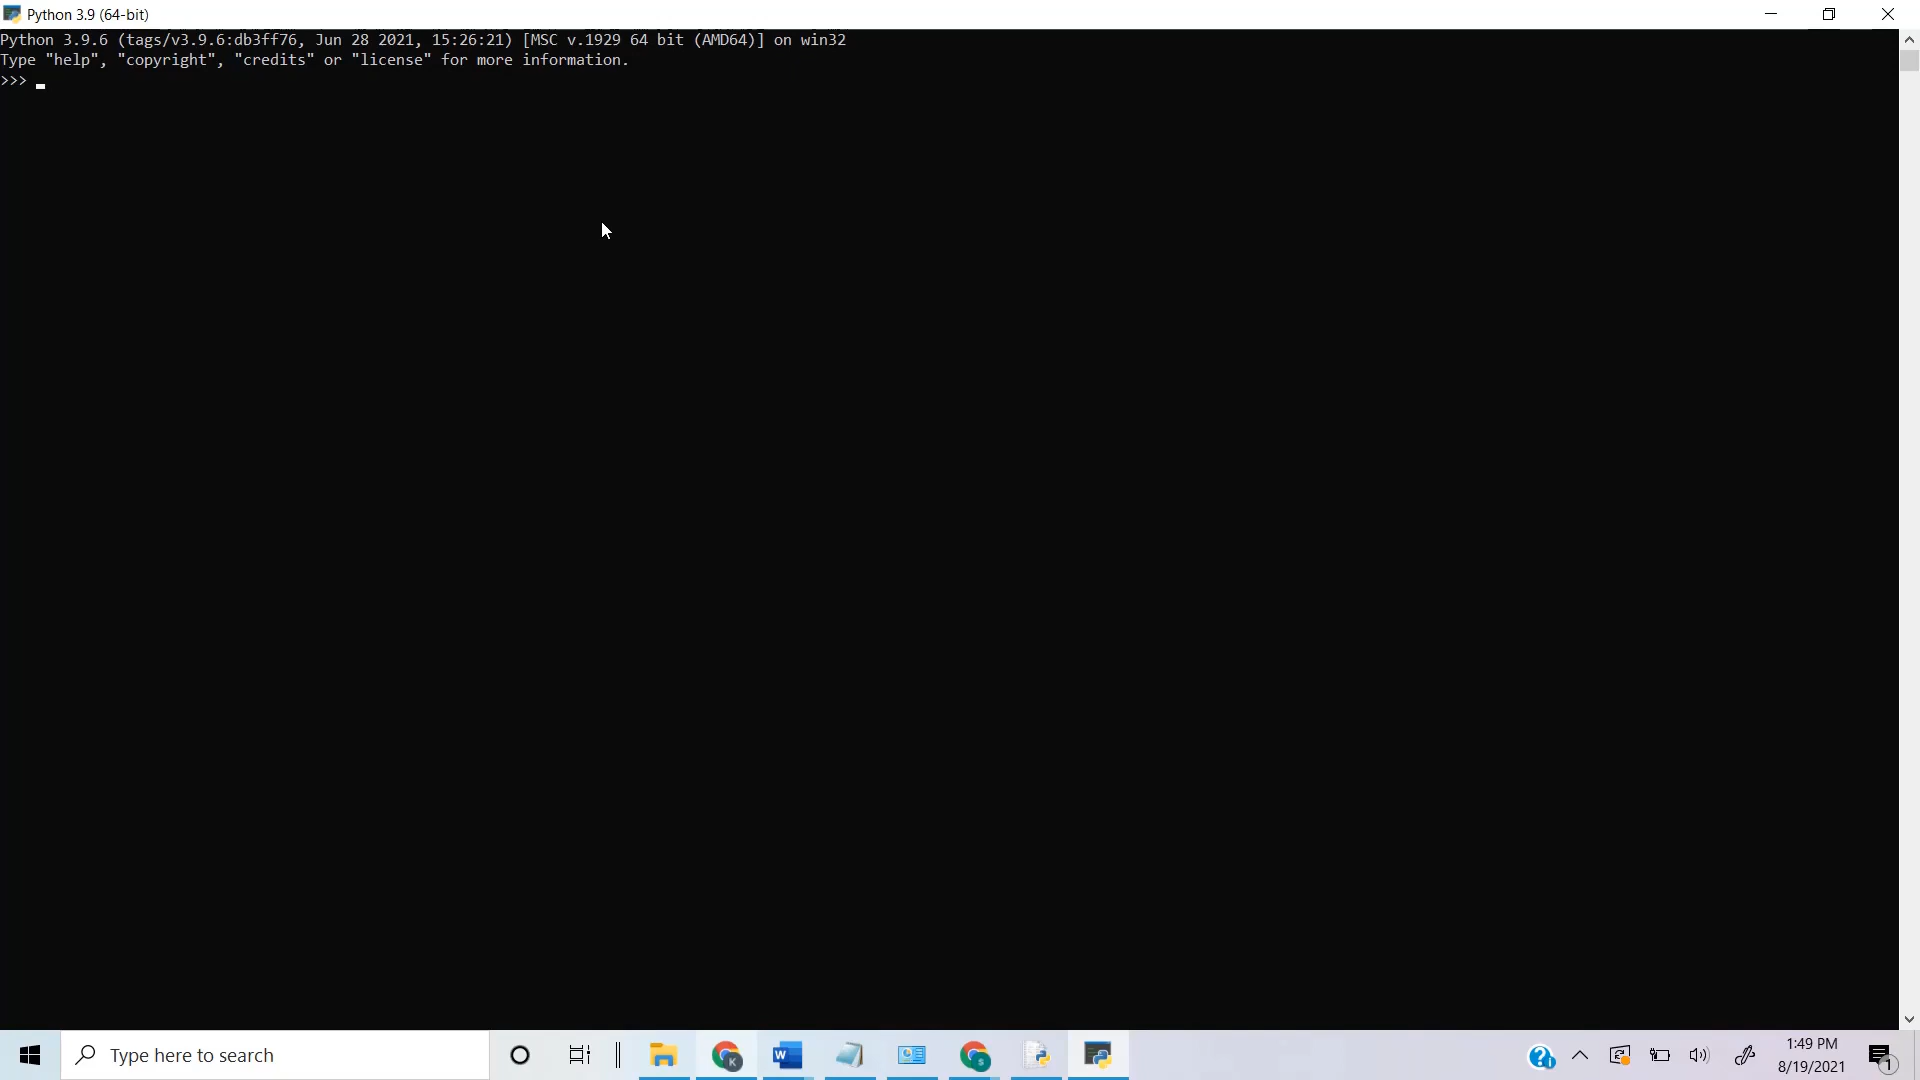 Python 3.9 (64-bit)
Python 3.9.6 (tags/v3.9.6:db3ff76, Jun 28 2021, 15:26:21) [MSC v.1929 64 bit (AMD64)] on win32
Type "help", "copyright", "credits" or "license" for more information.
>>>
Type here to search
K
W
s
1:49 PM
8/19/2021
1